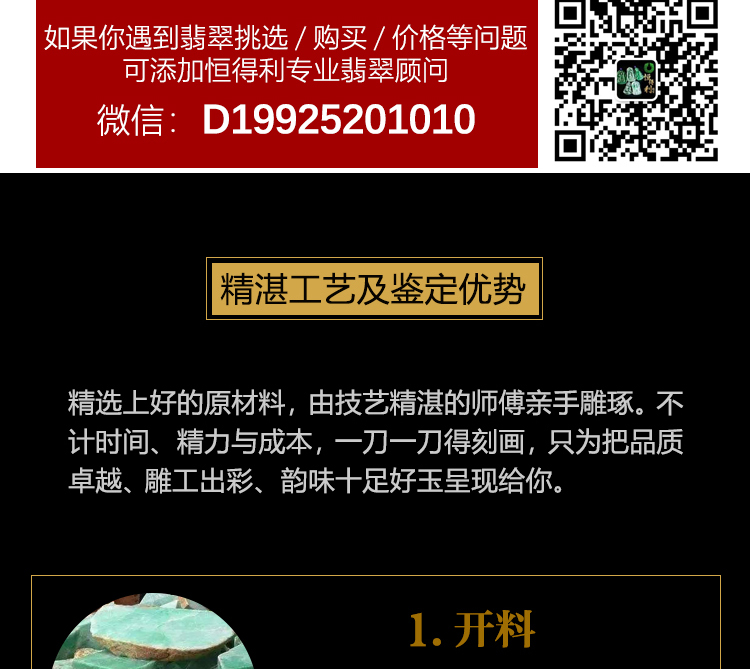 如果你遇到翡翠挑选 / 购买 / 价格等问题
可添加恒得利专业翡翠顾问
微信：D19925201010
精湛工艺及鉴定优势
精选上好的原材料，由技艺精湛的师傅亲手雕琢。不
计时间、精力与成本，一刀一刀得刻画，只为把品质
卓越、雕工出彩、韵味十足好玉呈现给你。
1. 开料